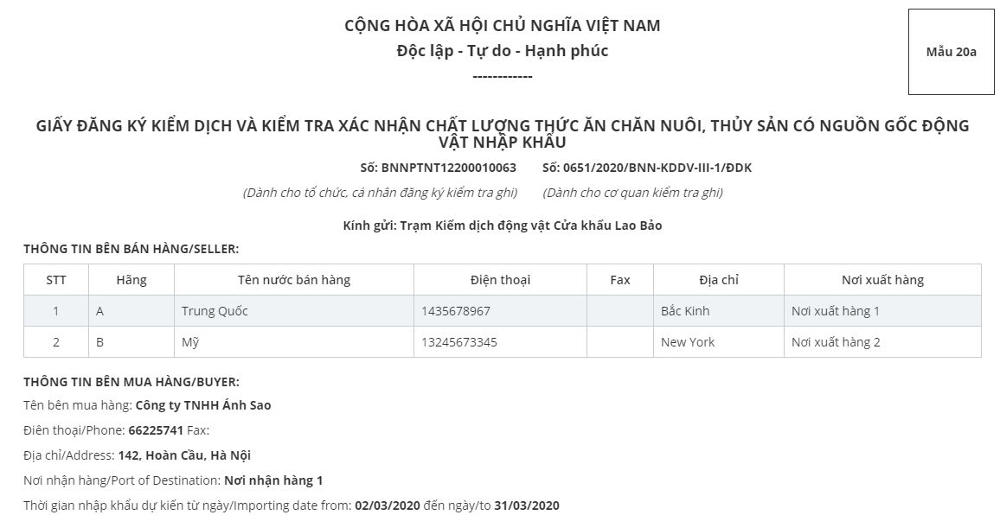 CỘNG HÒA XÃ HỘI CHỦ NGHĨA VIỆT NAM
Độc lập - Tự do - Hạnh phúc
------------
Mẫu 20a
GIẤY ĐĂNG KÝ KIỂM DỊCH VÀ KIỂM TRA XÁC NHẬN CHẤT LƯỢNG THỨC ĂN CHĂN NUÔI, THỦY SẢN CÓ NGUỒN GỐC ĐỘNG
VẬT NHẬP KHẨU
Số: BNNPTNT12200010063 Số: 0651/2020/BNN-KDDV-III-1/ĐDK
(Dành cho tổ chức, cá nhân đăng ký kiểm tra ghi) (Dành cho cơ quan kiểm tra ghi)
Kính gửi: Trạm Kiểm dịch động vật Cửa khẩu Lao Bảo
THÔNG TIN BÊN BÁN HÀNG/SELLER:
STT Hãng Tên nước bán hàng Điện thoại Fax Địa chỉ Nơi xuất hàng
1 A Trung Quốc 1435678967 Bắc Kinh Nơi xuất hàng 1
2 B Mỹ 13245673345 New York Nơi xuất hàng 2
THÔNG TIN BÊN MUA HÀNG/BUYER:
Tên bên mua hàng: Công ty TNHH Ánh Sao
Điên thoại/Phone: 66225741 Fax:
Địa chỉ/Address: 142, Hoàn Cầu, Hà Nội
Nơi nhận hàng/Port of Destination: Nơi nhận hàng 1
Thời gian nhập khẩu dự kiến từ ngày/Importing date from: 02/03/2020 đến ngày/to 31/03/2020